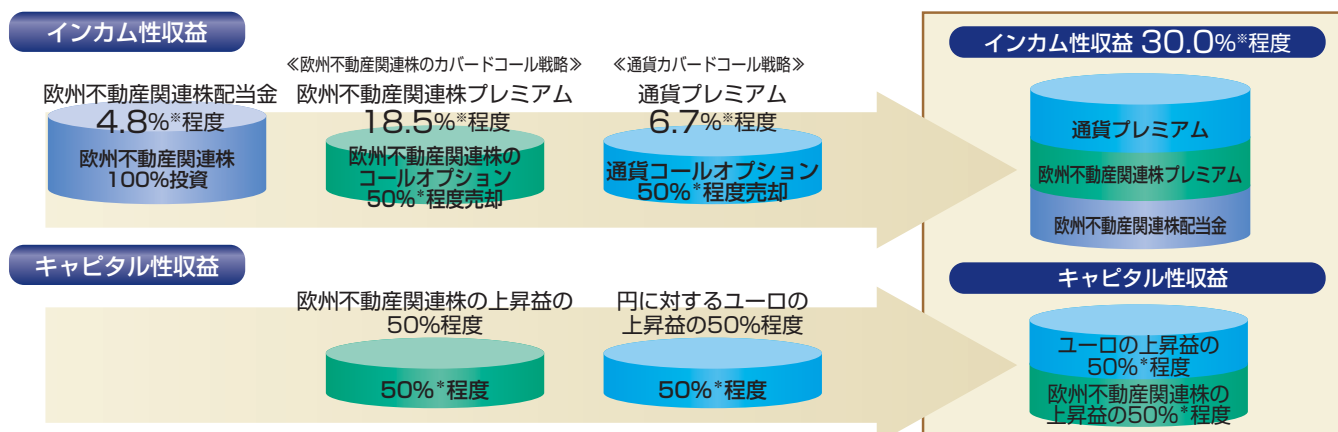 インカム性収益
欧州不動産関連株配当金
4.8%※程度
欧州不動産関連株
100%投資
≪欧州不動産関連株のカバードコール戦略≫
欧州不動産関連株プレミアム
18.5%※程度
欧州不動産関連株の
コールオプション
50%*程度売却
≪通貨カバードコール戦略≫
通貨プレミアム
6.7%※程度
通貨コールオプション
50%*程度売却
インカム性収益 30.0%※程度
通貨プレミアム
欧州不動産関連株プレミアム
欧州不動産関連株配当金
キャピタル性収益
欧州不動産関連株の上昇益の
50%程度
50%*程度
円に対するユーロの
上昇益の50%程度
50%*程度
キャピタル性収益
ユーロの上昇益の
50%*程度
欧州不動産関連株の
上昇益の50%*程度